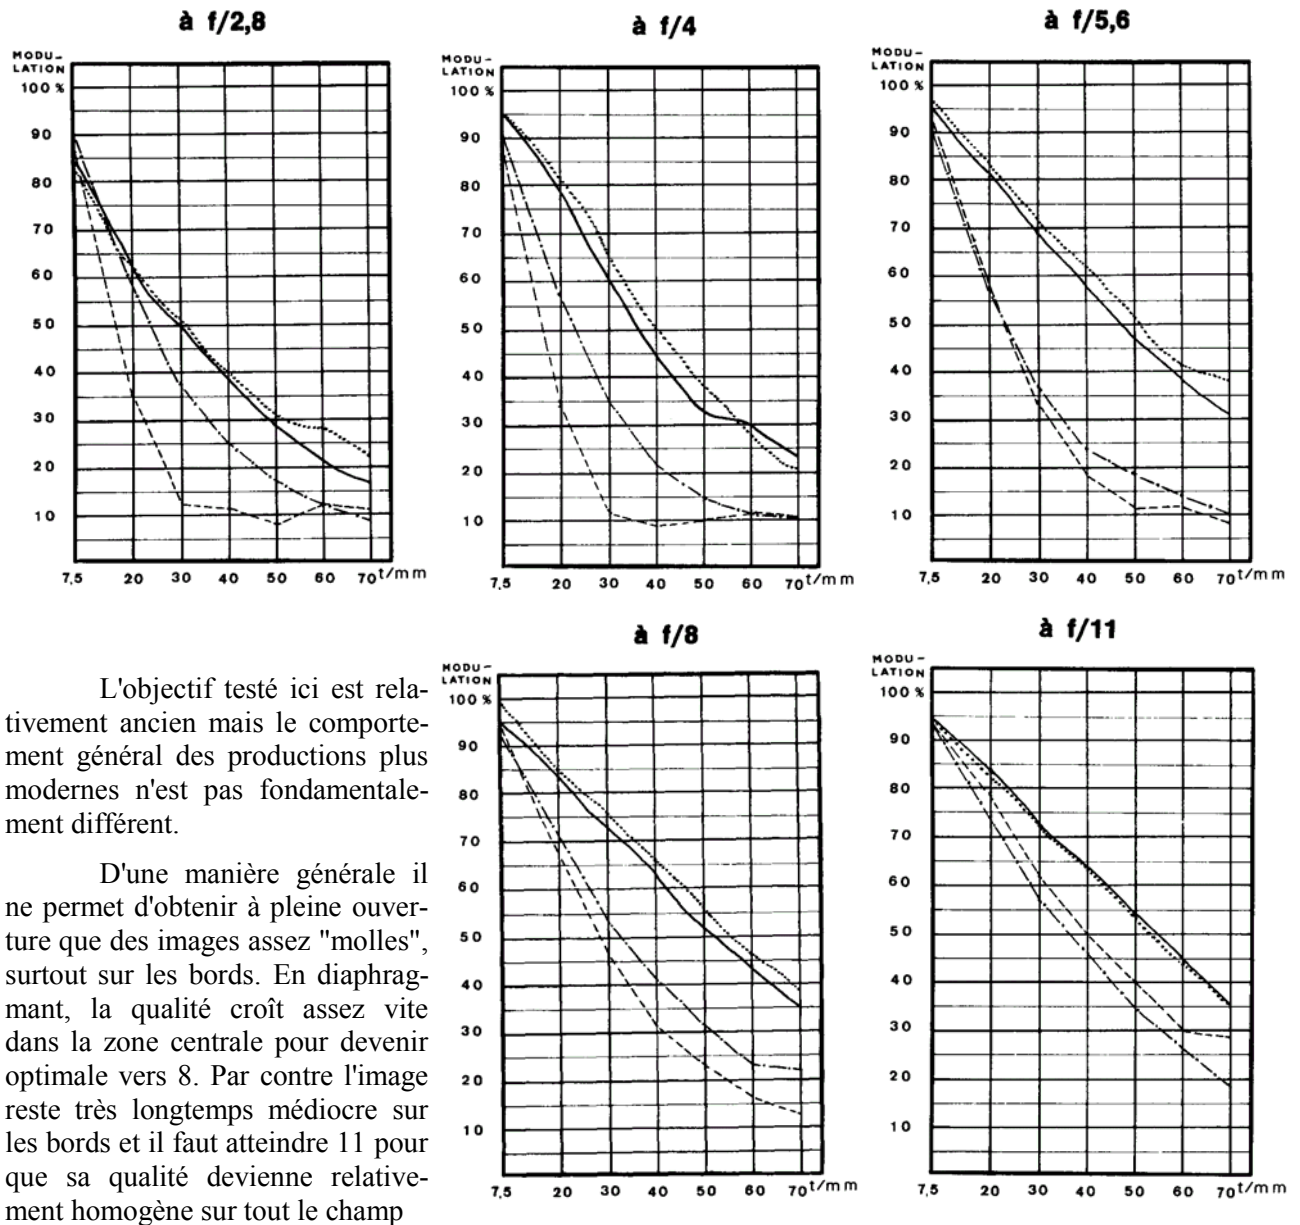 à f/2,8
MODU-
LATION
100 %
90
80
70
60
50
40
30
20
10
7,5 20 30 40 50 60 70 t/mm
à f/4
MODU-
LATION
100 %
90
80
70
60
50
40
30
20
10
7,5 20 30 40 50 60 70 t/mm
à f/5,6
MODU-
LATION
100 %
90
80
70
60
50
40
30
20
10
7,5 20 30 40 50 60 70 t/mm
L'objectif testé ici est rela-
tivement ancien mais le comporte-
ment général des productions plus
modernes n'est pas fondamentale-
ment différent.
D'une manière générale il
ne permet d'obtenir à pleine ouver-
ture que des images assez "molles",
surtout sur les bords. En diaphrag-
mant, la qualité croît assez vite
dans la zone centrale pour devenir
optimale vers 8. Par contre l'image
reste très longtemps médiocre sur
les bords et il faut atteindre 11 pour
que sa qualité devienne relative-
ment homogène sur tout le champ
à f/8
MODU-
LATION
100 %
90
80
70
60
50
40
30
20
10
7,5 20 30 40 50 60 70 t/mm
à f/11
MODU-
LATION
100 %
90
80
70
60
50
40
30
20
10
7,5 20 30 40 50 60 70 t/mm